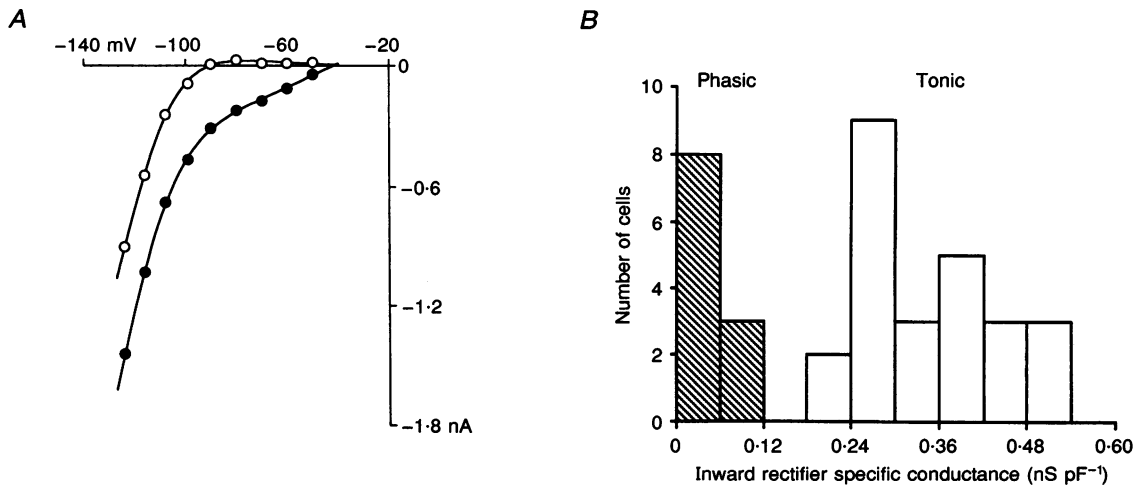 A
B
-140 mV
-100
-60
-20
0
-0·6
-1·2
-1·8 nA
Phasic
Tonic
Number of cells
10
8
6
4
2
0
0
0·12
0·24
0·36
0·48
0·60
Inward rectifier specific conductance (nS pF⁻¹)